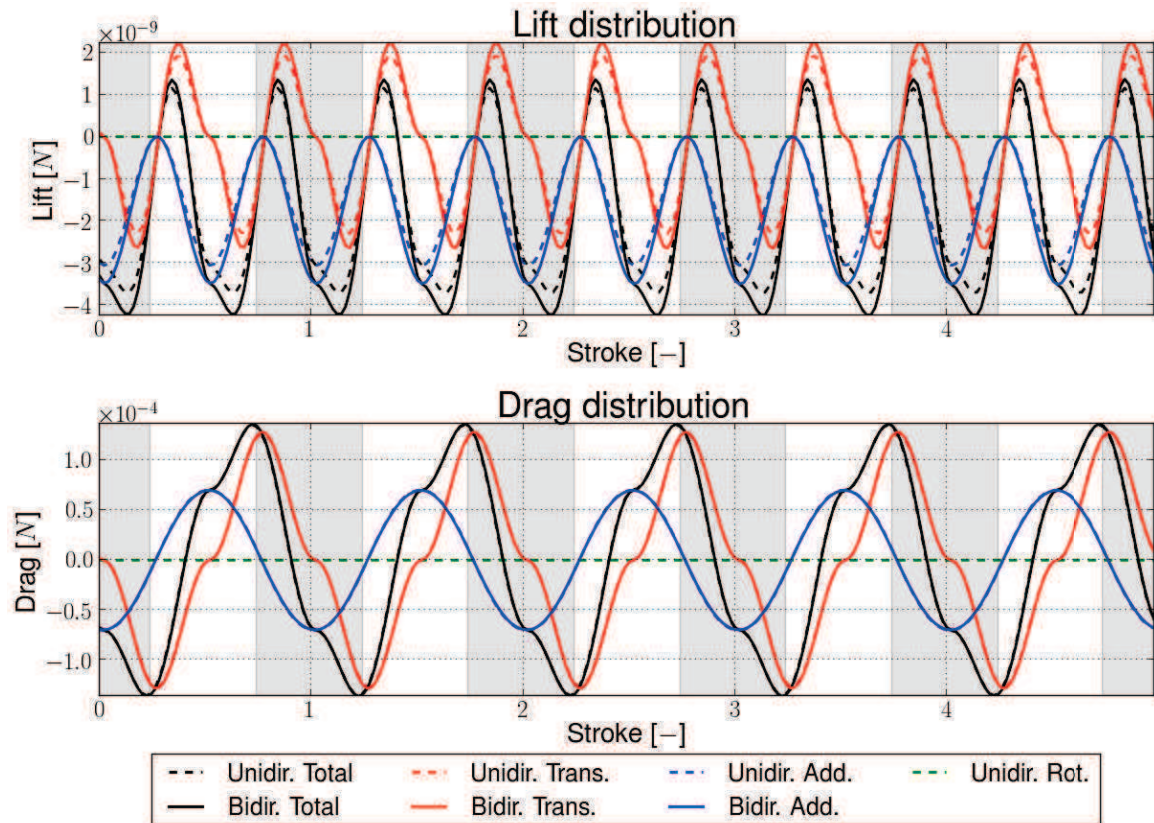 Lift distribution
×10⁻⁹
2
1
0
−1
−2
−3
−4
Lift [N]
0 1 2 3 4
Stroke [−]
Drag distribution
×10⁻⁴
1.0
0.5
0.0
−0.5
−1.0
Drag [N]
0 1 2 3 4
Stroke [−]
Unidir. Total Unidir. Trans. Unidir. Add. Unidir. Rot.
Bidir. Total Bidir. Trans. Bidir. Add.